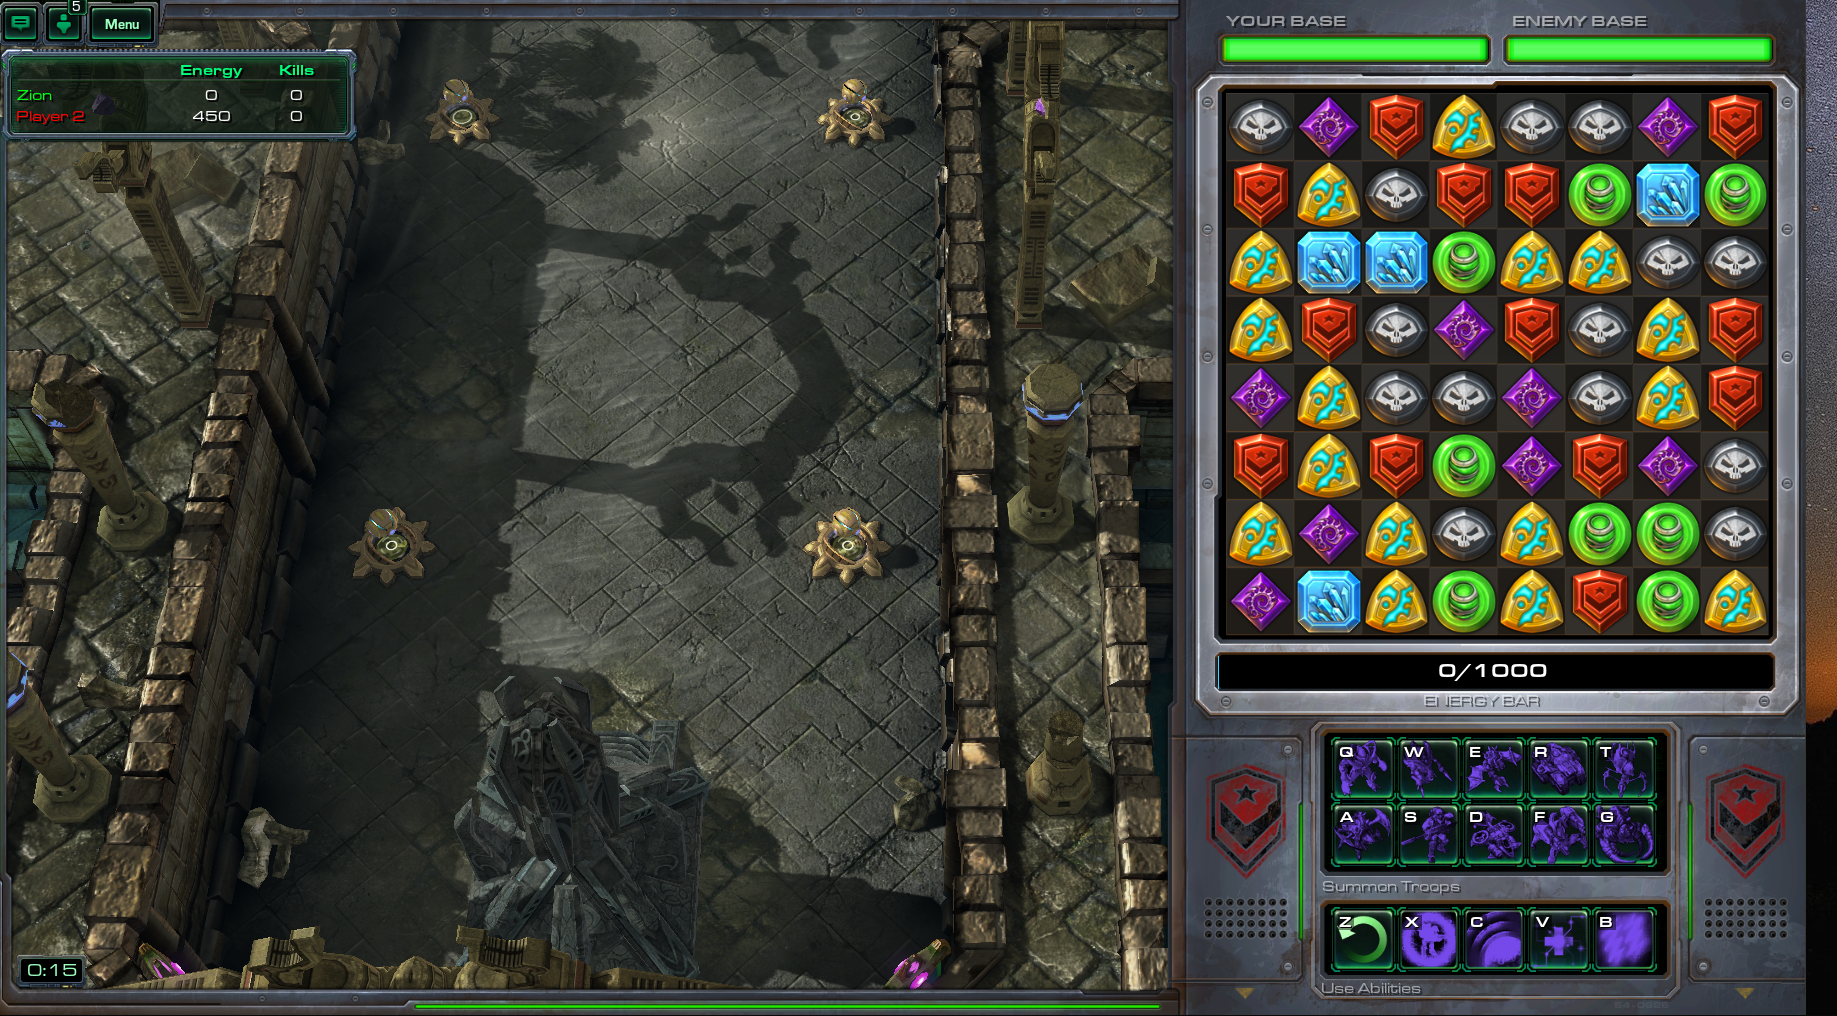 5
Menu
Energy Kills
Zion 0 0
Player 2 450 0
YOUR BASE ENEMY BASE
0/1000
ENERGY BAR
Q W E R T
A S D F G
Summon Troops
Z X C V B
Use Abilities
0:15